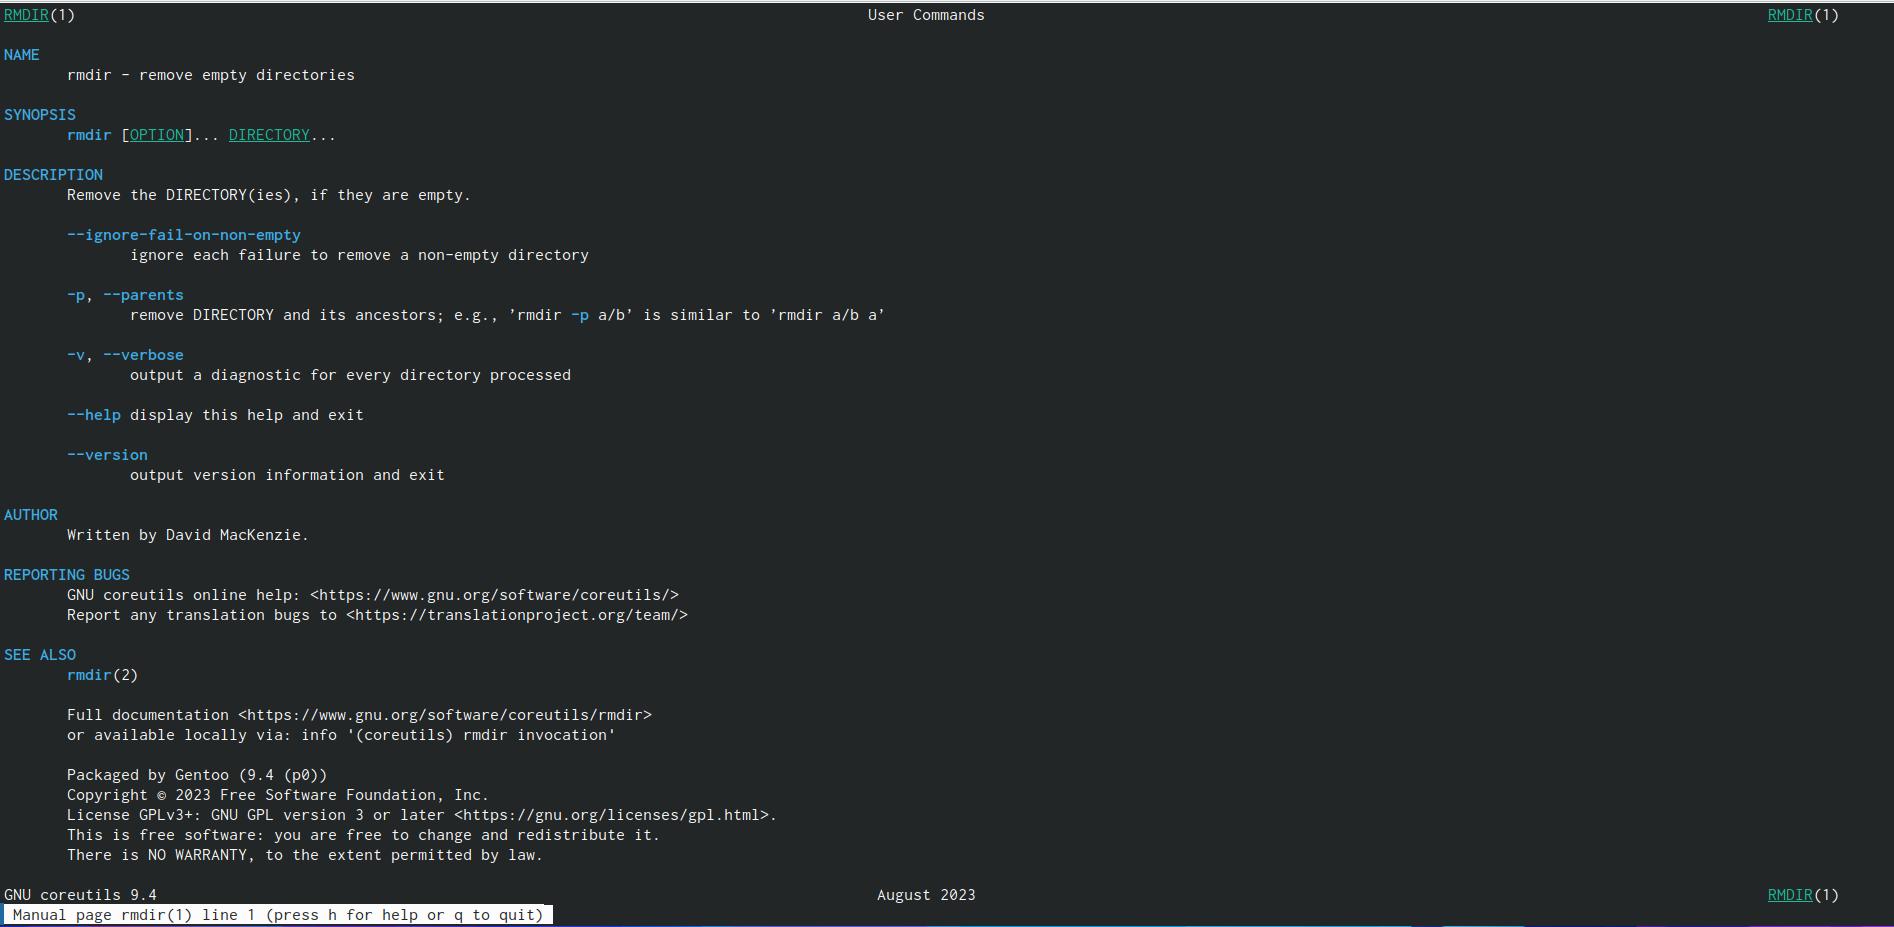 RMDIR(1) User Commands RMDIR(1)
NAME
rmdir - remove empty directories
SYNOPSIS
rmdir [OPTION]... DIRECTORY...
DESCRIPTION
Remove the DIRECTORY(ies), if they are empty.
--ignore-fail-on-non-empty
ignore each failure to remove a non-empty directory
-p, --parents
remove DIRECTORY and its ancestors; e.g., ’rmdir -p a/b’ is similar to ’rmdir a/b a’
-v, --verbose
output a diagnostic for every directory processed
--help display this help and exit
--version
output version information and exit
AUTHOR
Written by David MacKenzie.
REPORTING BUGS
GNU coreutils online help: <https://www.gnu.org/software/coreutils/>
Report any translation bugs to <https://translationproject.org/team/>
SEE ALSO
rmdir(2)
Full documentation <https://www.gnu.org/software/coreutils/rmdir>
or available locally via: info '(coreutils) rmdir invocation'
Packaged by Gentoo (9.4 (p0))
Copyright © 2023 Free Software Foundation, Inc.
License GPLv3+: GNU GPL version 3 or later <https://gnu.org/licenses/gpl.html>.
This is free software: you are free to change and redistribute it.
There is NO WARRANTY, to the extent permitted by law.
GNU coreutils 9.4 August 2023 RMDIR(1)
Manual page rmdir(1) line 1 (press h for help or q to quit)